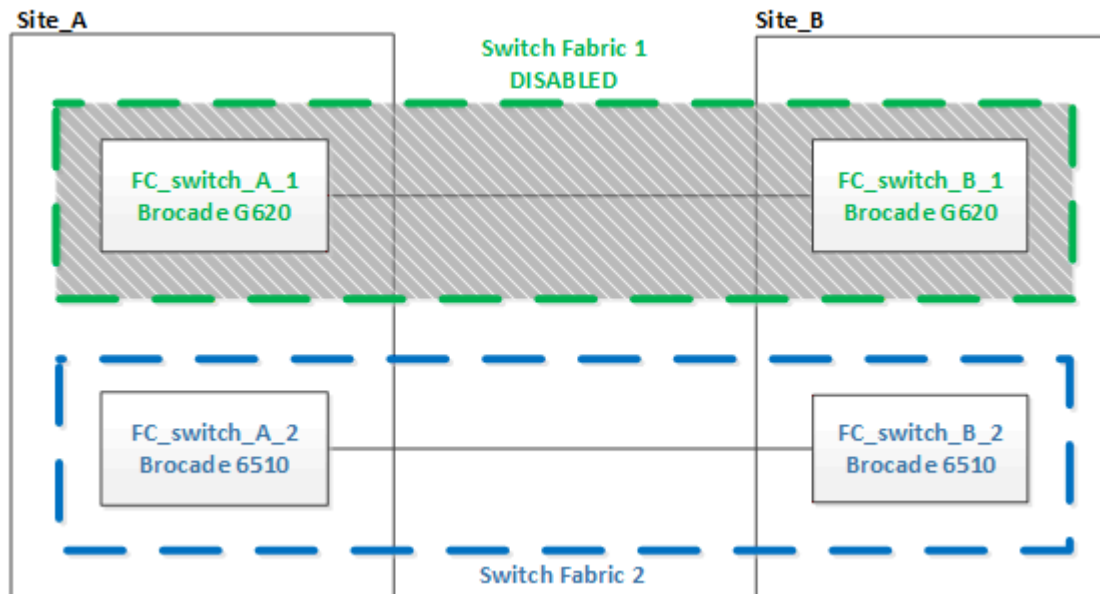 Site_A
Site_B
Switch Fabric 1
DISABLED
FC_switch_A_1
Brocade G620
FC_switch_B_1
Brocade G620
FC_switch_A_2
Brocade 6510
FC_switch_B_2
Brocade 6510
Switch Fabric 2